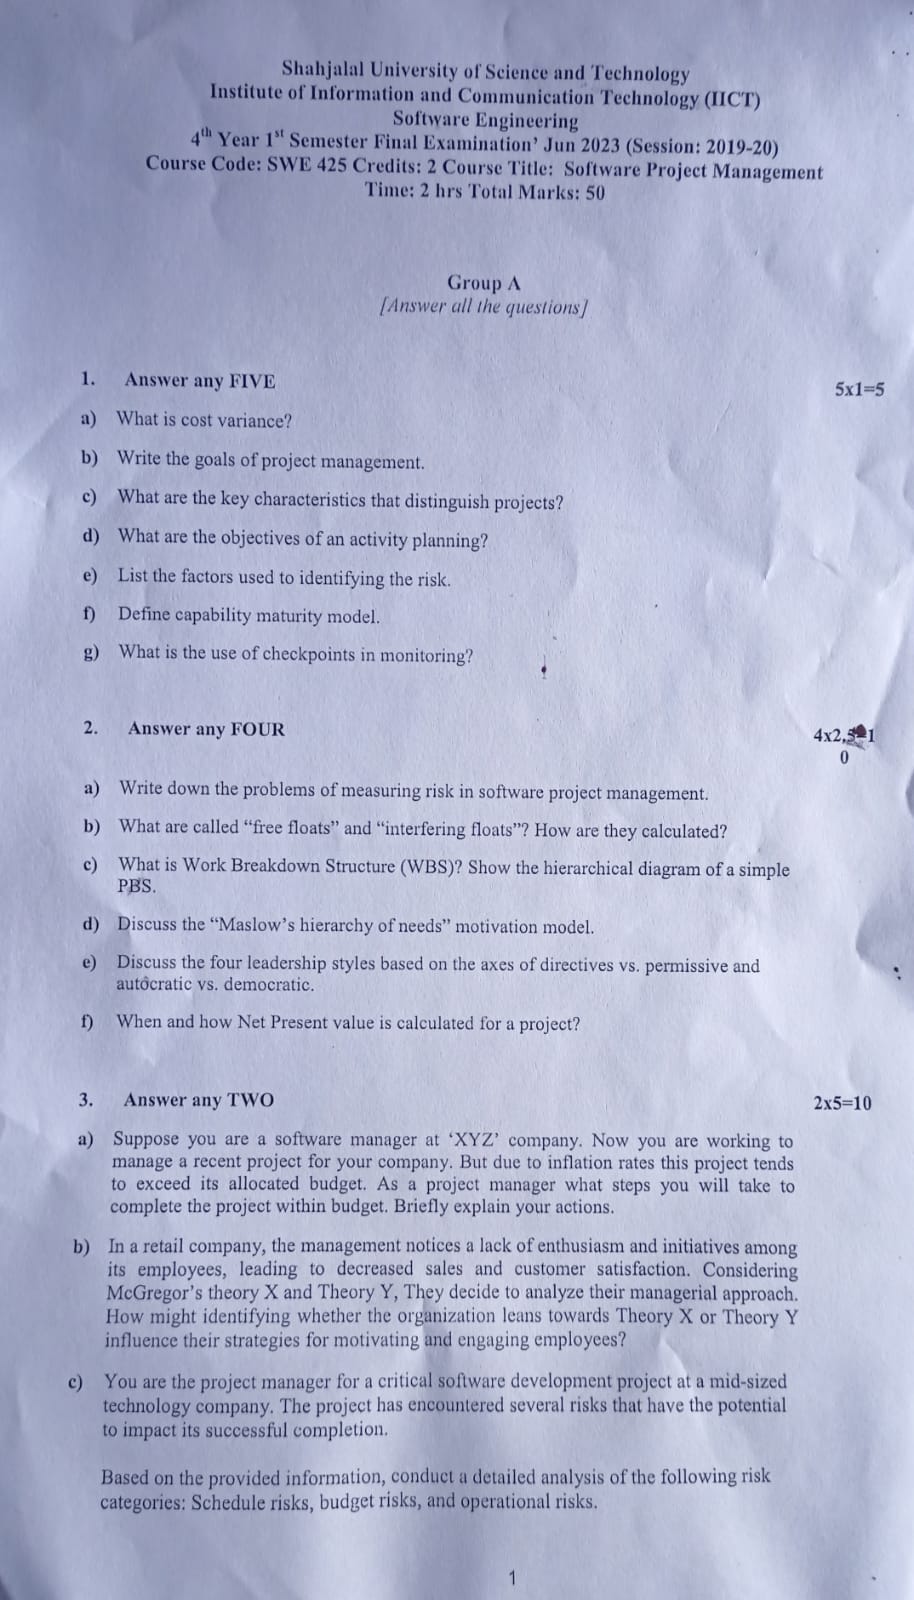 Shahjalal University of Science and Technology
Institute of Information and Communication Technology (IICT)
Software Engineering
4th Year 1st Semester Final Examination' Jun 2023 (Session: 2019-20)
Course Code: SWE 425 Credits: 2 Course Title: Software Project Management
Time: 2 hrs Total Marks: 50
Group A
[Answer all the questions]
1. Answer any FIVE 5x1=5
a) What is cost variance?
b) Write the goals of project management.
c) What are the key characteristics that distinguish projects?
d) What are the objectives of an activity planning?
e) List the factors used to identifying the risk.
f) Define capability maturity model.
g) What is the use of checkpoints in monitoring?
2. Answer any FOUR 4x2,5=1
0
a) Write down the problems of measuring risk in software project management.
b) What are called “free floats” and “interfering floats”? How are they calculated?
c) What is Work Breakdown Structure (WBS)? Show the hierarchical diagram of a simple
PBS.
d) Discuss the “Maslow’s hierarchy of needs” motivation model.
e) Discuss the four leadership styles based on the axes of directives vs. permissive and
autocratic vs. democratic.
f) When and how Net Present value is calculated for a project?
3. Answer any TWO 2x5=10
a) Suppose you are a software manager at ‘XYZ’ company. Now you are working to
manage a recent project for your company. But due to inflation rates this project tends
to exceed its allocated budget. As a project manager what steps you will take to
complete the project within budget. Briefly explain your actions.
b) In a retail company, the management notices a lack of enthusiasm and initiatives among
its employees, leading to decreased sales and customer satisfaction. Considering
McGregor’s theory X and Theory Y, They decide to analyze their managerial approach.
How might identifying whether the organization leans towards Theory X or Theory Y
influence their strategies for motivating and engaging employees?
c) You are the project manager for a critical software development project at a mid-sized
technology company. The project has encountered several risks that have the potential
to impact its successful completion.
Based on the provided information, conduct a detailed analysis of the following risk
categories: Schedule risks, budget risks, and operational risks.
1